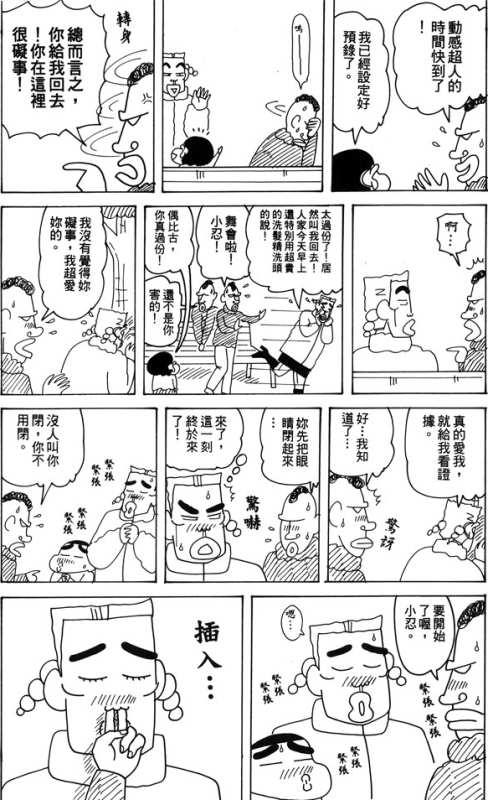 動感超人的
時間快到了
!
我已經設定好
預錄了。
嗚
轉身
總而言之,
你給我回去
!你在這裡
很礙事!
啊…
太過份了!居
然叫我回去!
人家今天早上
還特別用超貴
的洗髮精洗頭
的說!
舞會啦!
小忍!
偶比古,
你真過份!
還不是你
害的!
我沒有覺得妳
礙事,我超愛
妳的。
真的愛我,
就給我看證
據。
驚訝
好…我知
道了…
妳先把眼
睛閉起來
…
驚嚇
來了,
這一刻
終於來
了!
緊張
緊張
緊張
緊張
沒人叫你
閉,你不
用閉。
要開始
了喔,
小忍。
嗯…
緊張
緊張
緊張
緊張
緊張
緊張
緊張
緊張
插入…